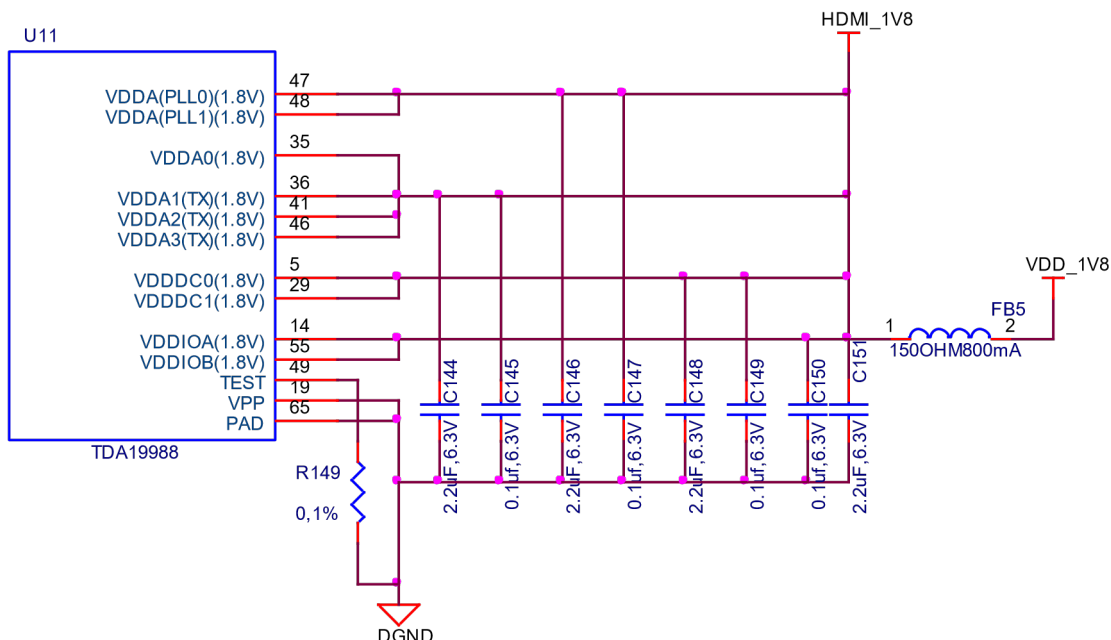 U11
HDMI_1V8
VDDA(PLL0)(1.8V) 47
VDDA(PLL1)(1.8V) 48
VDDA0(1.8V) 35
VDDA1(TX)(1.8V) 36
VDDA2(TX)(1.8V) 41
VDDA3(TX)(1.8V) 46
VDDDC0(1.8V) 5
VDDDC1(1.8V) 29
VDDIOA(1.8V) 14
VDDIOB(1.8V) 55
TEST 49
VPP 19
PAD 65
TDA19988
VDD_1V8
FB5
1
2
150OHM800mA
C144
2.2uF,6.3V
C145
0.1uf,6.3V
C146
2.2uF,6.3V
C147
0.1uf,6.3V
C148
2.2uF,6.3V
C149
0.1uf,6.3V
C150
0.1uf,6.3V
C151
2.2uF,6.3V
R149
0,1%
DGND